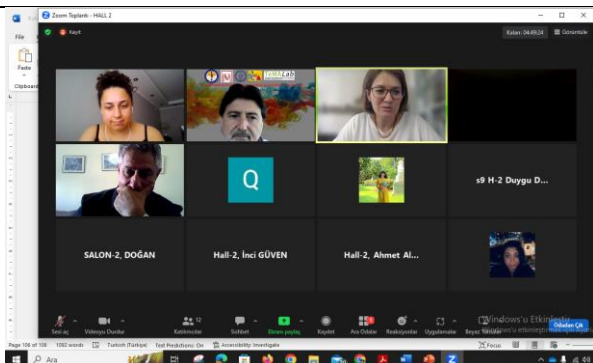 Zoom Toplantı - HALL 2
File
Kayıt
Kalan: 04:49:24
Görüntüle
Paste
Clipboard
TeMALab
Q
s9 H-2 Duygu D...
SALON-2, DOĞAN
Hall-2, İnci GÜVEN
Hall-2, Ahmet Al...
Windows'u Etkinleştir
Sesi aç
Videoyu Durdur
12
Katılımcılar
Sohbet
Ekran paylaş
Kaydet
Ara Odalar
Reaksiyonlar
Uygulamalar
Beyaz Tahtalar
Odadan Çık
Page 106 of 108
1092 words
Turkish (Türkiye)
Text Predictions: On
Accessibility: Investigate
Focus
Ara